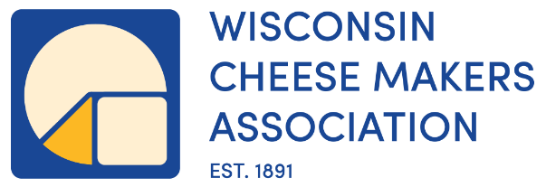 WISCONSIN
CHEESE MAKERS
ASSOCIATION
EST. 1891